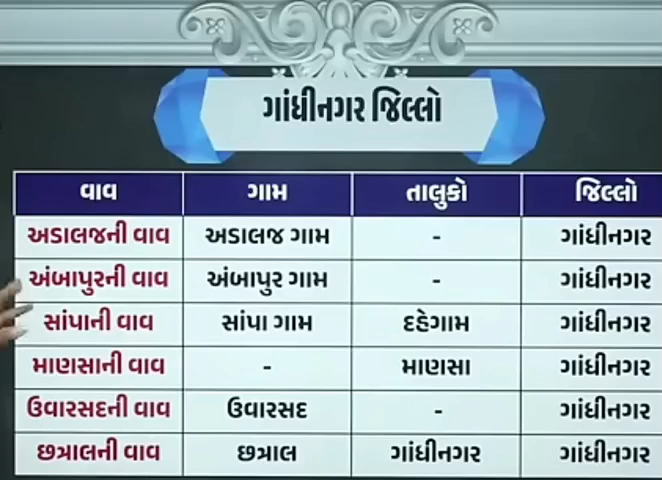 ગાંધીનગર જિલ્લો
વાવ ગામ તાલુકો જિલ્લો
અડાલજની વાવ અડાલજ ગામ - ગાંધીનગર
અંબાપુરની વાવ અંબાપુર ગામ - ગાંધીનગર
સાંપાની વાવ સાંપા ગામ દહેગામ ગાંધીનગર
માણસાની વાવ - માણસા ગાંધીનગર
ઉવારસદની વાવ ઉવારસદ - ગાંધીનગર
છત્રાલની વાવ છત્રાલ ગાંધીનગર ગાંધીનગર